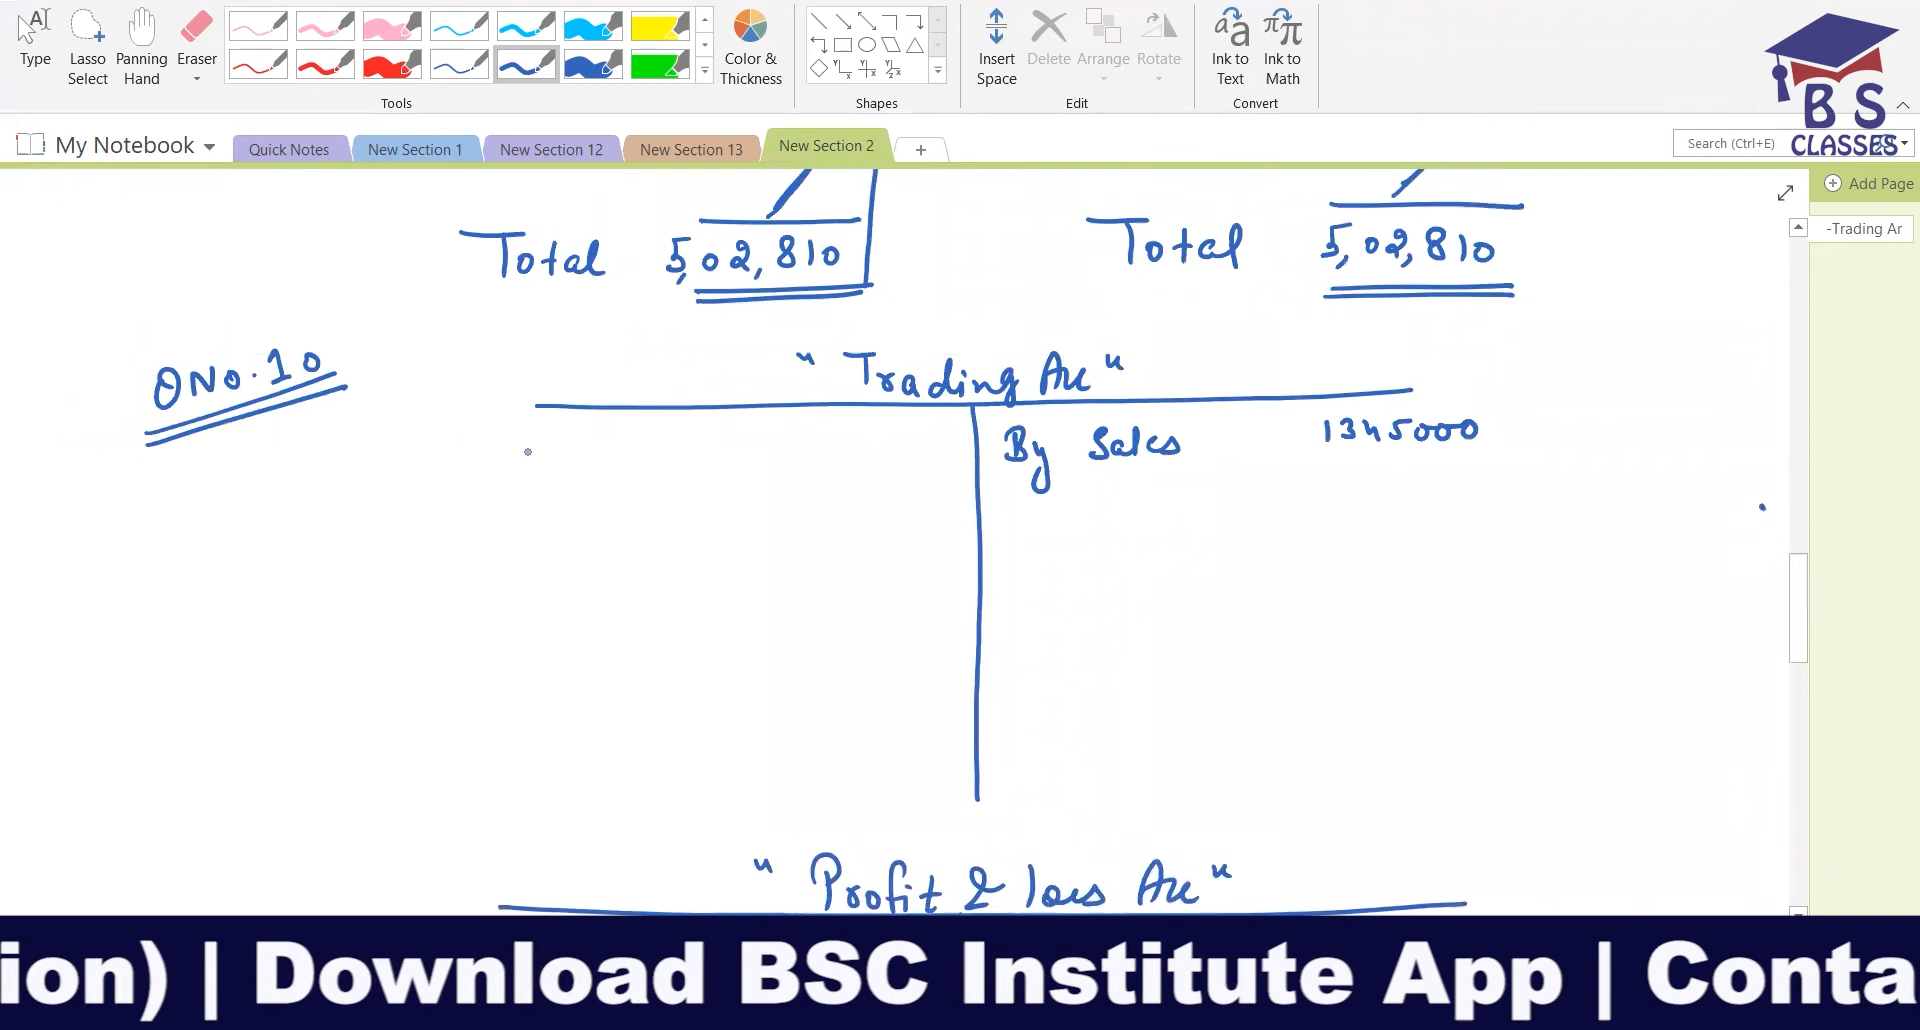 Type
Lasso Select
Panning Hand
Eraser
Color & Thickness
Insert Space
Delete
Arrange
Rotate
Ink to Text
Ink to Math
Tools
Shapes
Edit
Convert
B S
CLASSES
My Notebook
Quick Notes
New Section 1
New Section 12
New Section 13
New Section 2
Search (Ctrl+E)
Add Page
-Trading Ar
Total 5,02,810
Total 5,02,810
QNo.10
" Trading A/c "
By Sales 1345000
" Profit & loss A/c "
ion) | Download BSC Institute App | Conta